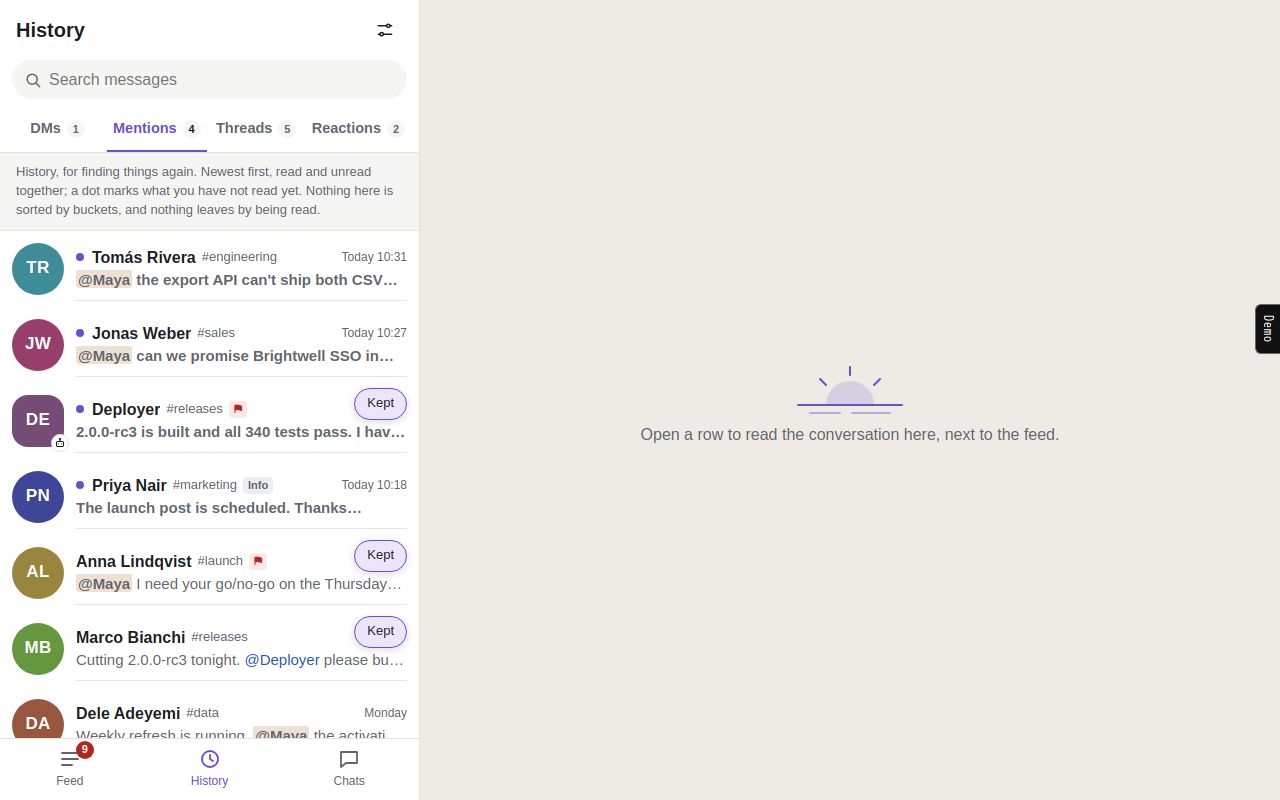 History
Search messages
DMs 1 Mentions 4 Threads 5 Reactions 2
History, for finding things again. Newest first, read and unread
together; a dot marks what you have not read yet. Nothing here is
sorted by buckets, and nothing leaves by being read.
TR Tomás Rivera #engineering Today 10:31
@Maya the export API can't ship both CSV…
JW Jonas Weber #sales Today 10:27
@Maya can we promise Brightwell SSO in…
DE Deployer #releases Kept
2.0.0-rc3 is built and all 340 tests pass. I hav…
PN Priya Nair #marketing Info Today 10:18
The launch post is scheduled. Thanks…
AL Anna Lindqvist #launch Kept
@Maya I need your go/no-go on the Thursday…
MB Marco Bianchi #releases Kept
Cutting 2.0.0-rc3 tonight. @Deployer please bu…
DA Dele Adeyemi #data Monday
Weekly refresh is running. @Maya the activati…
9
Feed History Chats
Open a row to read the conversation here, next to the feed.
Demo